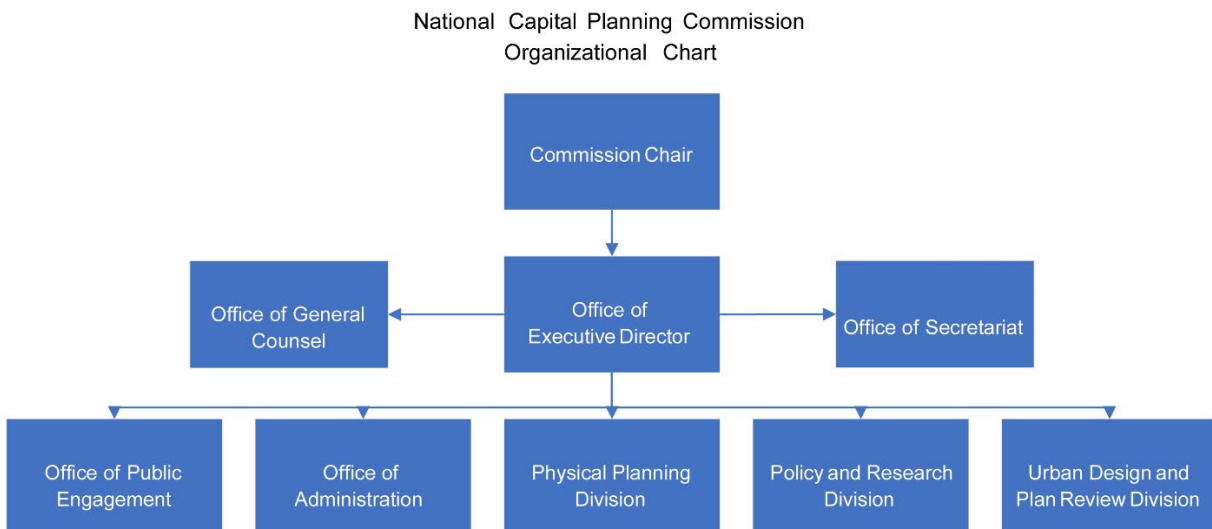 National Capital Planning Commission
Organizational Chart
Commission Chair
Office of General
Counsel
Office of
Executive Director
Office of Secretariat
Office of Public
Engagement
Office of
Administration
Physical Planning
Division
Policy and Research
Division
Urban Design and
Plan Review Division